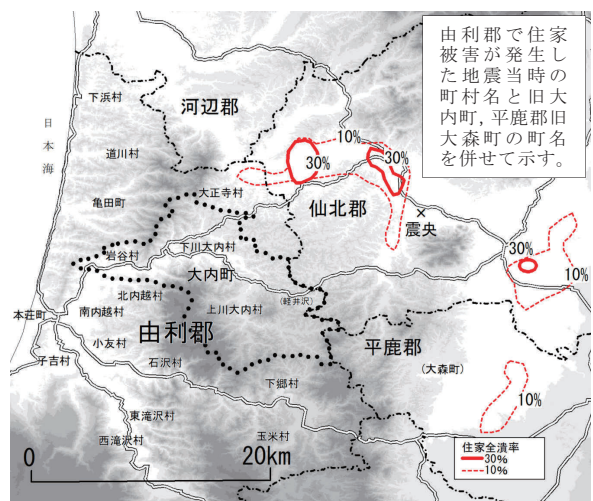 由利郡で住家
被害が発生し
た地震当時の
町村名と旧大
内町,平鹿郡旧
大森町の町名
を併せて示す。
日本海
下浜村
河辺郡
10%
道川村
30%
30%
亀田町
大正寺村
仙北郡
震央
岩谷村
下川大内村
30%
大内町
10%
北内越村
(軽井沢)
本荘町
南内越村
上川大内村
由利郡
平鹿郡
小友村
子吉村
石沢村
(大森町)
下郷村
10%
東滝沢村
西滝沢村
玉米村
住家全潰率
30%
10%
0
20km